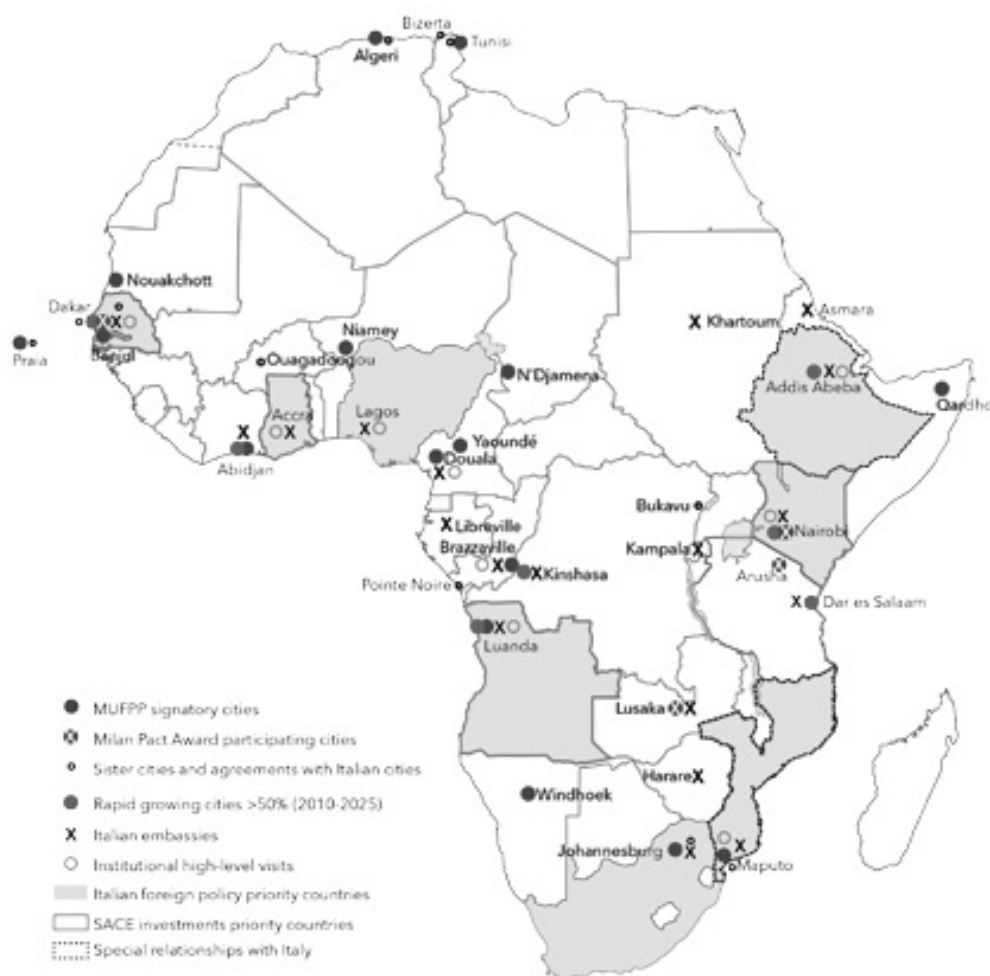 Bizerta
Tunisi
Algeri
Nouakchott
Dakar
Banjul
Praia
Niamey
Ouagadougou
N'Djamena
Khartoum
Asmara
Addis Abeba
Qardho
Accra
Lagos
Abidjan
Yaoundé
Douala
Libreville
Brazzaville
Kinshasa
Pointe Noire
Bukavu
Kampala
Nairobi
Arusha
Dar es Salaam
Luanda
Lusaka
Harare
Windhoek
Johannesburg
Maputo
MUFPP signatory cities
Milan Pact Award participating cities
Sister cities and agreements with Italian cities
Rapid growing cities >50% (2010-2025)
X Italian embassies
Institutional high-level visits
Italian foreign policy priority countries
SACE investments priority countries
Special relationships with Italy